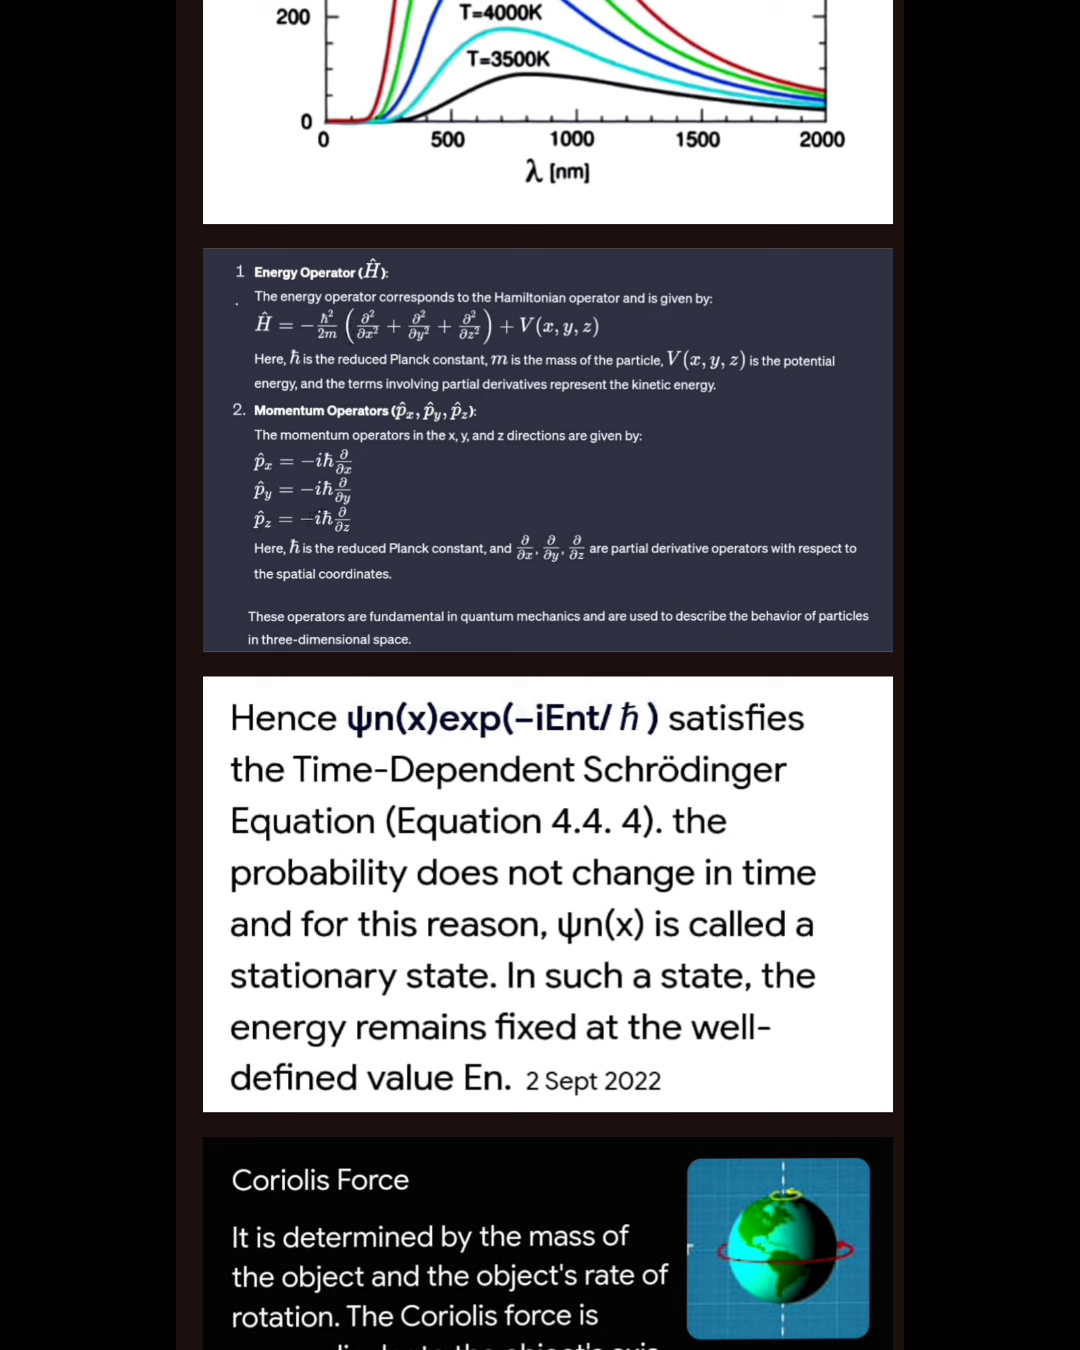 200
T=4000K
T=3500K
0
0 500 1000 1500 2000
λ [nm]
1 Energy Operator (Ĥ):
. The energy operator corresponds to the Hamiltonian operator and is given by:
Ĥ = −ħ²/2m (∂²/∂x² + ∂²/∂y² + ∂²/∂z²) + V(x, y, z)
Here, ħ is the reduced Planck constant, m is the mass of the particle, V(x, y, z) is the potential
energy, and the terms involving partial derivatives represent the kinetic energy.
2. Momentum Operators (p̂x, p̂y, p̂z):
The momentum operators in the x, y, and z directions are given by:
p̂x = −iħ ∂/∂x
p̂y = −iħ ∂/∂y
p̂z = −iħ ∂/∂z
Here, ħ is the reduced Planck constant, and ∂/∂x, ∂/∂y, ∂/∂z are partial derivative operators with respect to
the spatial coordinates.
These operators are fundamental in quantum mechanics and are used to describe the behavior of particles
in three-dimensional space.
Hence ψn(x)exp(−iEnt/ ħ ) satisfies
the Time-Dependent Schrödinger
Equation (Equation 4.4. 4). the
probability does not change in time
and for this reason, ψn(x) is called a
stationary state. In such a state, the
energy remains fixed at the well-
defined value En. 2 Sept 2022
Coriolis Force
It is determined by the mass of
the object and the object's rate of
rotation. The Coriolis force is